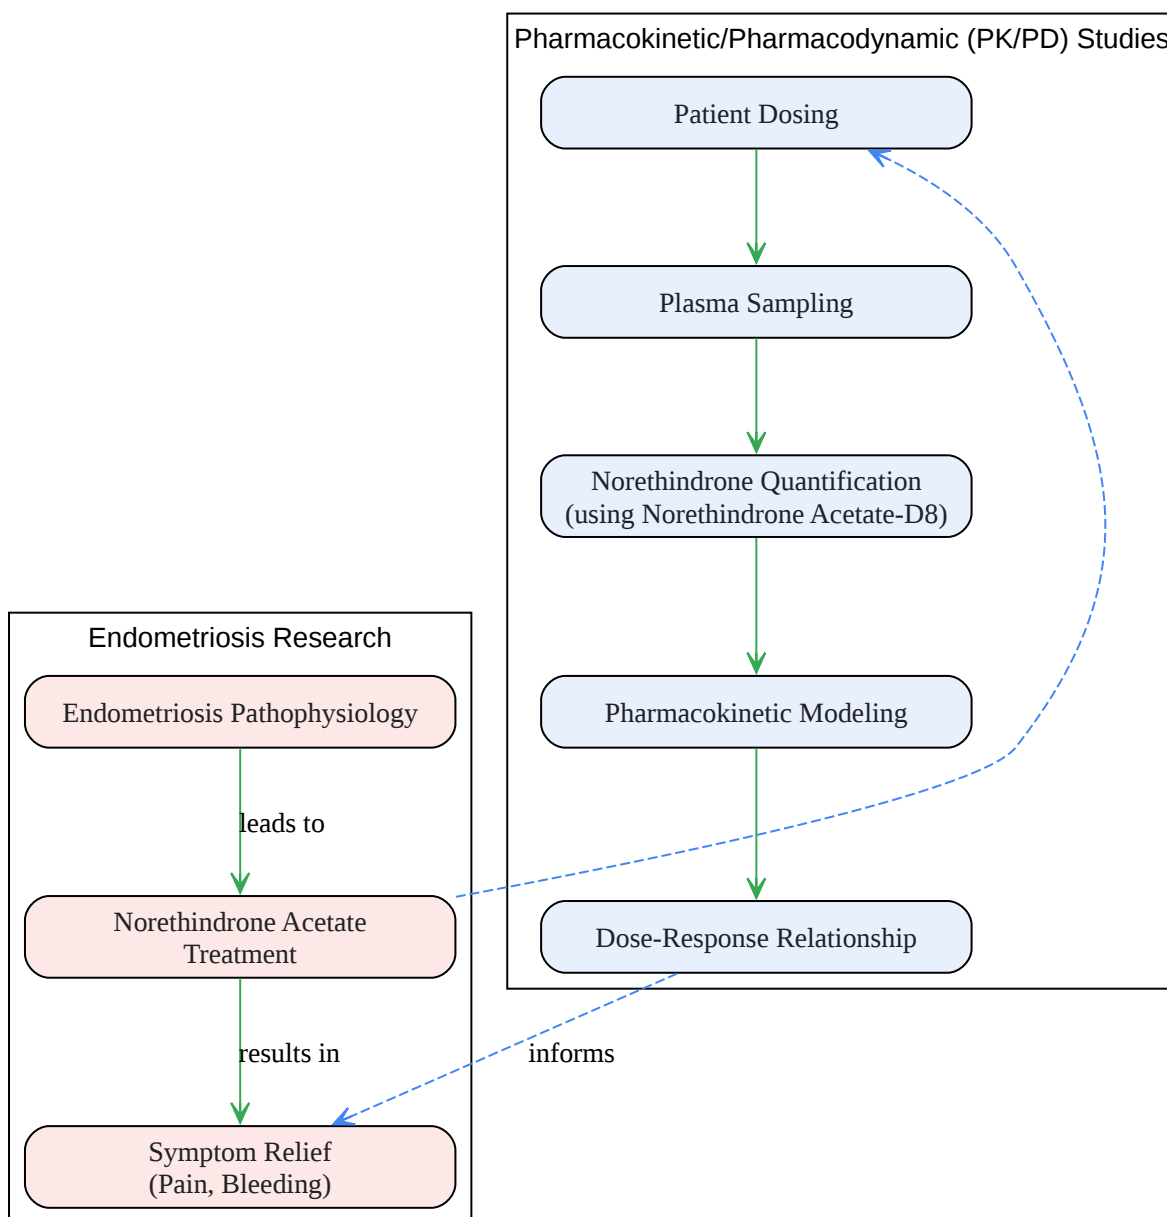 Pharmacokinetic/Pharmacodynamic (PK/PD) Studies
Patient Dosing
Plasma Sampling
Norethindrone Quantification
(using Norethindrone Acetate-D8)
Pharmacokinetic Modeling
Dose-Response Relationship
informs
Endometriosis Research
Endometriosis Pathophysiology
leads to
Norethindrone Acetate
Treatment
results in
Symptom Relief
(Pain, Bleeding)